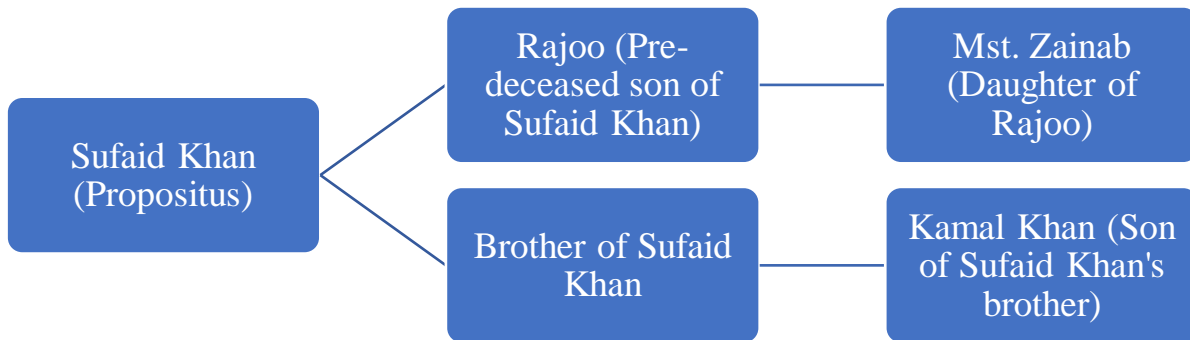 Sufaid Khan
(Propositus)
Rajoo (Pre-
deceased son of
Sufaid Khan)
Mst. Zainab
(Daughter of
Rajoo)
Brother of Sufaid
Khan
Kamal Khan (Son
of Sufaid Khan's
brother)